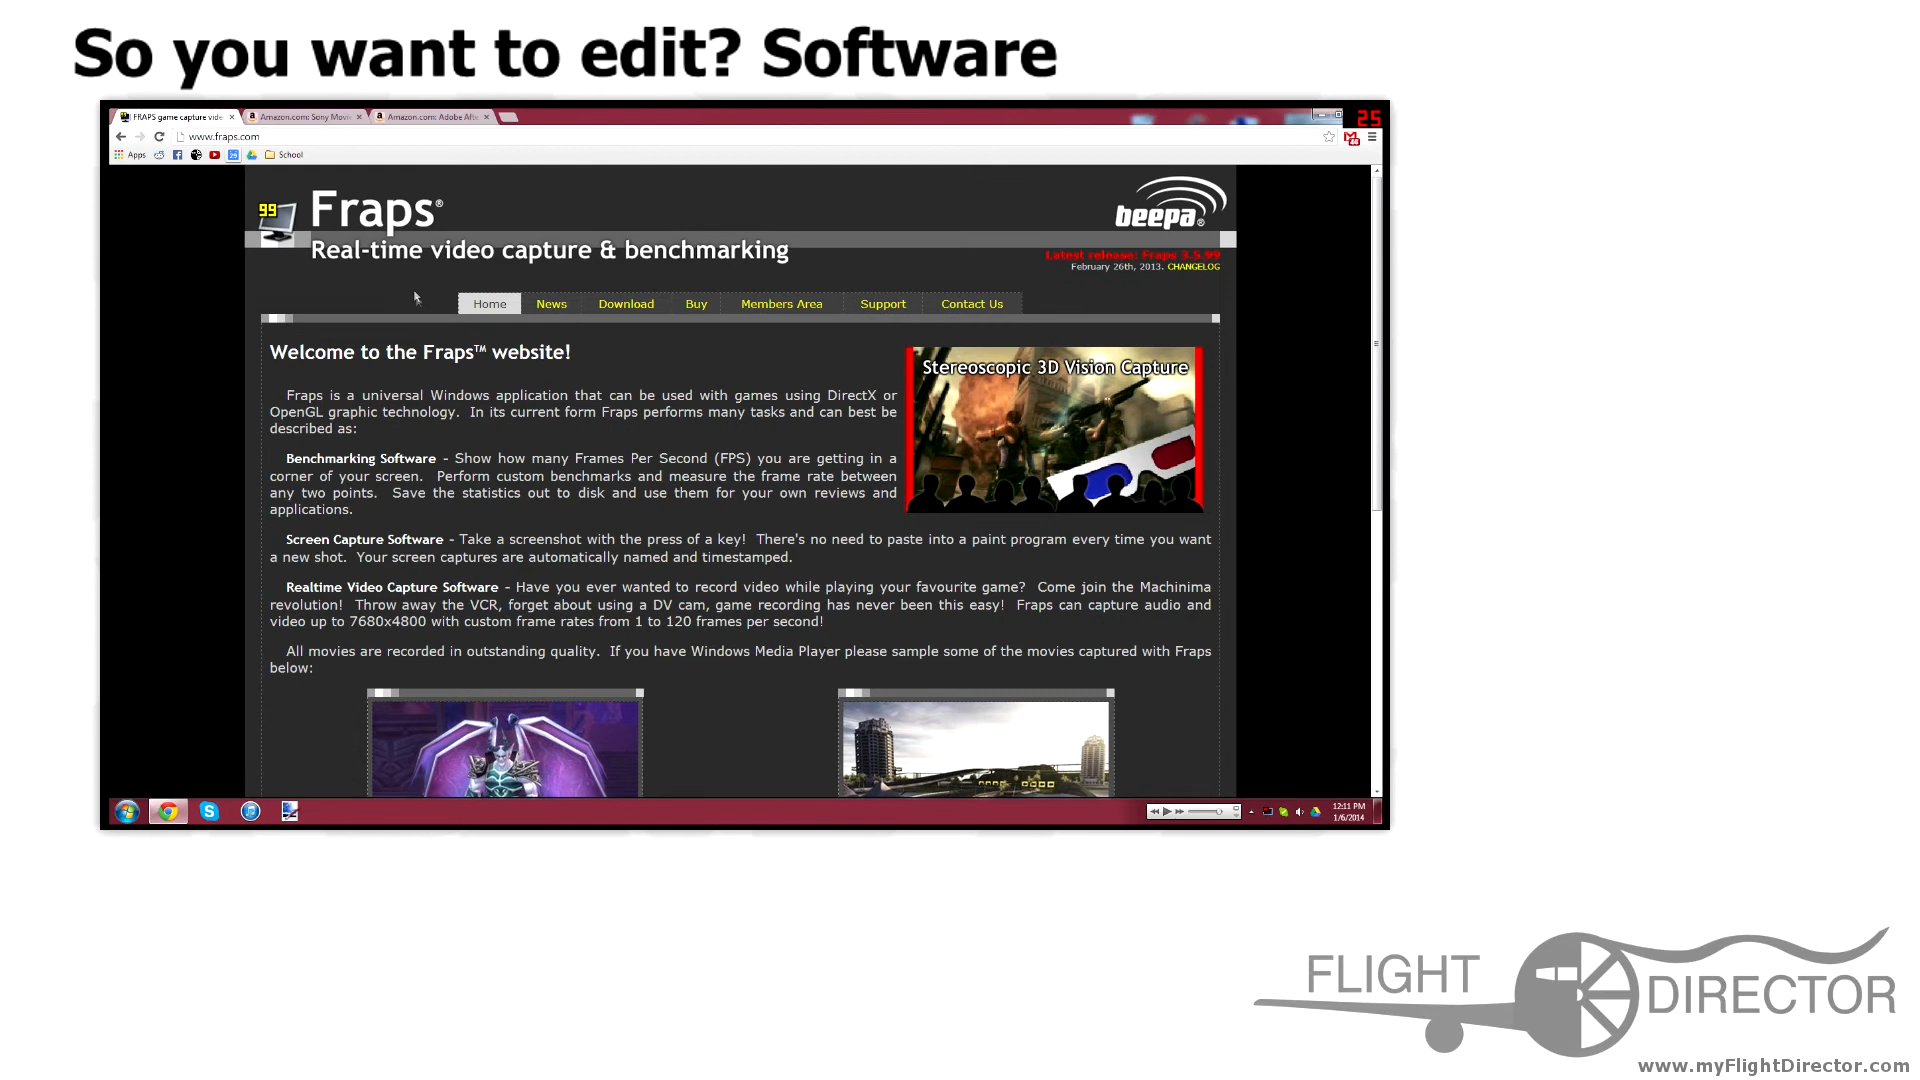 So you want to edit? Software
FRAPS game capture vide
Amazon.com: Sony Movie
Amazon.com: Adobe Afte
25
www.fraps.com
Apps
29
School
99
Fraps®
beepa®
Real-time video capture & benchmarking
Latest release: Fraps 3.5.99
February 26th, 2013. CHANGELOG
Home News Download Buy Members Area Support Contact Us
Welcome to the Fraps™ website!
Stereoscopic 3D Vision Capture
Fraps is a universal Windows application that can be used with games using DirectX or
OpenGL graphic technology. In its current form Fraps performs many tasks and can best be
described as:
Benchmarking Software - Show how many Frames Per Second (FPS) you are getting in a
corner of your screen. Perform custom benchmarks and measure the frame rate between
any two points. Save the statistics out to disk and use them for your own reviews and
applications.
Screen Capture Software - Take a screenshot with the press of a key! There's no need to paste into a paint program every time you want
a new shot. Your screen captures are automatically named and timestamped.
Realtime Video Capture Software - Have you ever wanted to record video while playing your favourite game? Come join the Machinima
revolution! Throw away the VCR, forget about using a DV cam, game recording has never been this easy! Fraps can capture audio and
video up to 7680x4800 with custom frame rates from 1 to 120 frames per second!
All movies are recorded in outstanding quality. If you have Windows Media Player please sample some of the movies captured with Fraps
below:
12:11 PM
1/6/2014
FLIGHT
DIRECTOR
www.myFlightDirector.com